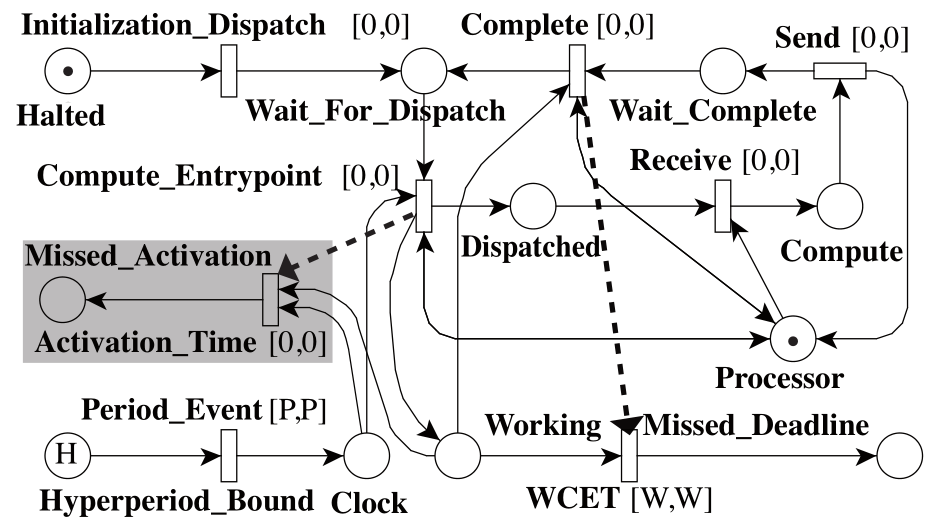 Initialization_Dispatch [0,0] Complete [0,0]
Send [0,0]
Halted Wait_For_Dispatch Wait_Complete
Receive [0,0]
Compute_Entrypoint [0,0]
Dispatched Compute
Missed_Activation
Activation_Time [0,0]
Processor
Period_Event [P,P] Working Missed_Deadline
H
Hyperperiod_Bound Clock WCET [W,W]